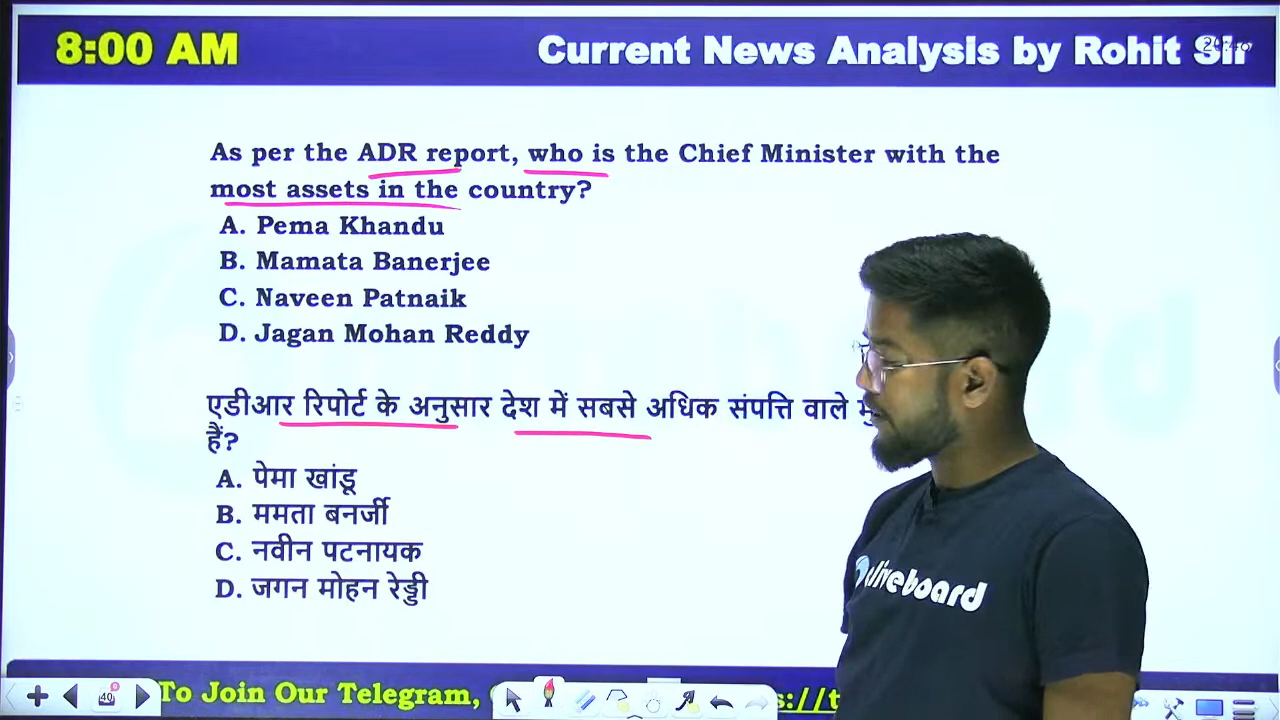 8:00 AM
Current News Analysis by Rohit Sir
As per the ADR report, who is the Chief Minister with the
most assets in the country?
A. Pema Khandu
B. Mamata Banerjee
C. Naveen Patnaik
D. Jagan Mohan Reddy
एडीआर रिपोर्ट के अनुसार देश में सबसे अधिक संपत्ति वाले
हैं?
A. पेमा खांडू
B. ममता बनर्जी
C. नवीन पटनायक
D. जगन मोहन रेड्डी
oliveboard
40
To Join Our Telegram,
s://t